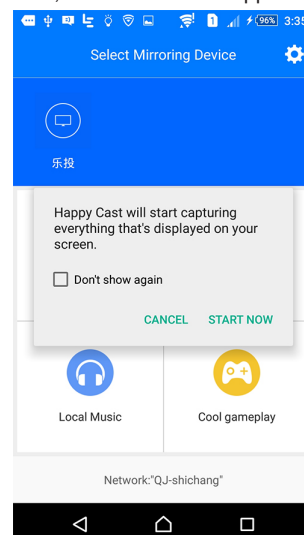 1 96% 3:35
Select Mirroring Device
乐投
Happy Cast will start capturing
everything that's displayed on your
screen.
Don't show again
CANCEL START NOW
Local Music Cool gameplay
Network:"QJ-shichang"